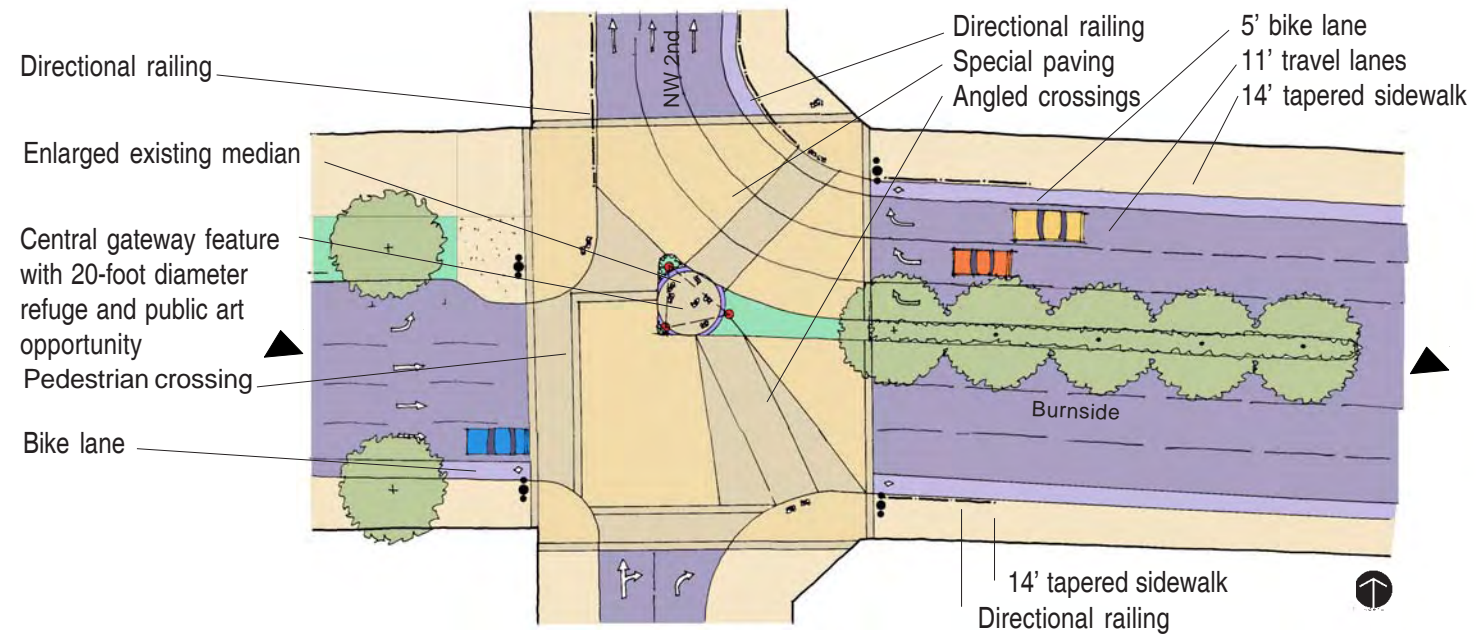 Directional railing
Enlarged existing median
Central gateway feature
with 20-foot diameter
refuge and public art
opportunity
Pedestrian crossing
Bike lane
NW 2nd
Directional railing
Special paving
Angled crossings
5’ bike lane
11’ travel lanes
14’ tapered sidewalk
Burnside
14’ tapered sidewalk
Directional railing